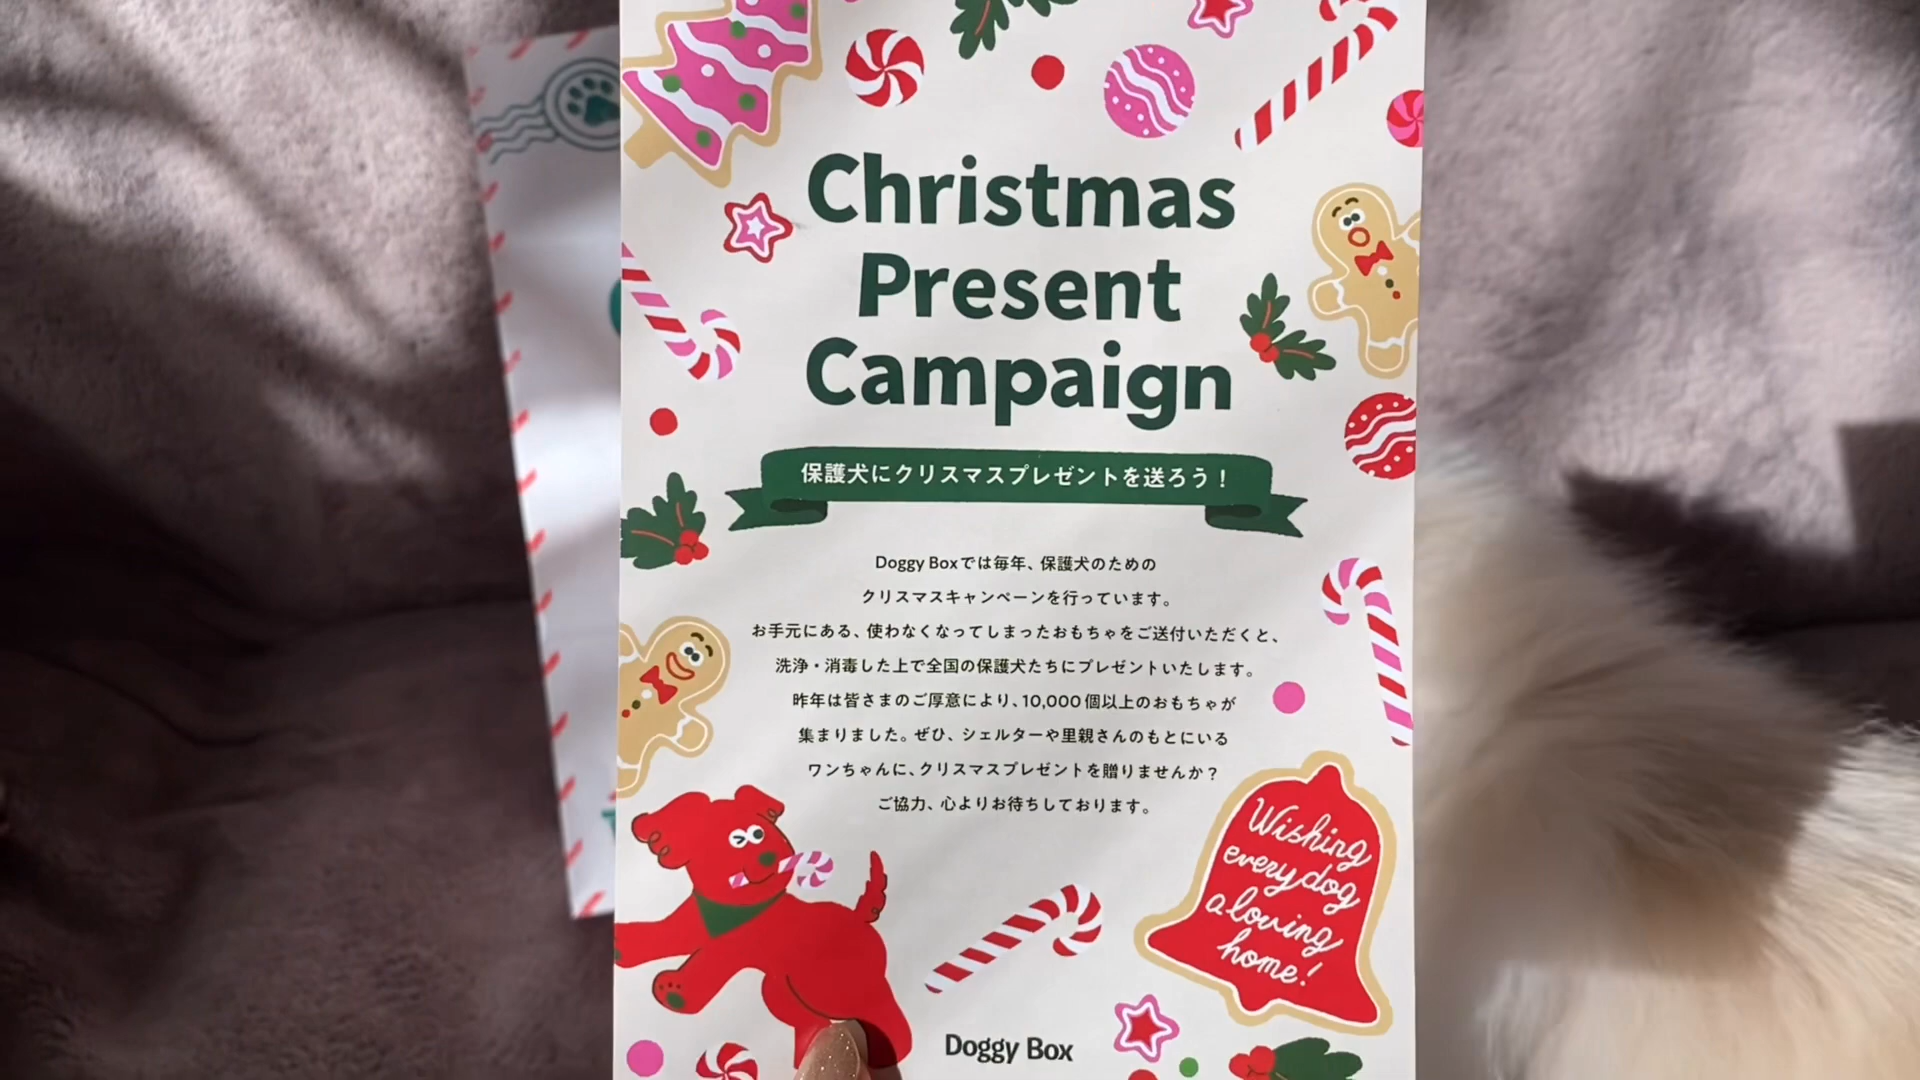 Christmas
Present
Campaign
保護犬にクリスマスプレゼントを送ろう！
Doggy Boxでは毎年、保護犬のための
クリスマスキャンペーンを行っています。
お手元にある、使わなくなってしまったおもちゃをご送付いただくと、
洗浄・消毒した上で全国の保護犬たちにプレゼントいたします。
昨年は皆さまのご厚意により、10,000個以上のおもちゃが
集まりました。ぜひ、シェルターや里親さんのもとにいる
ワンちゃんに、クリスマスプレゼントを贈りませんか？
ご協力、心よりお待ちしております。
Wishing
every dog
a loving
home!
Doggy Box